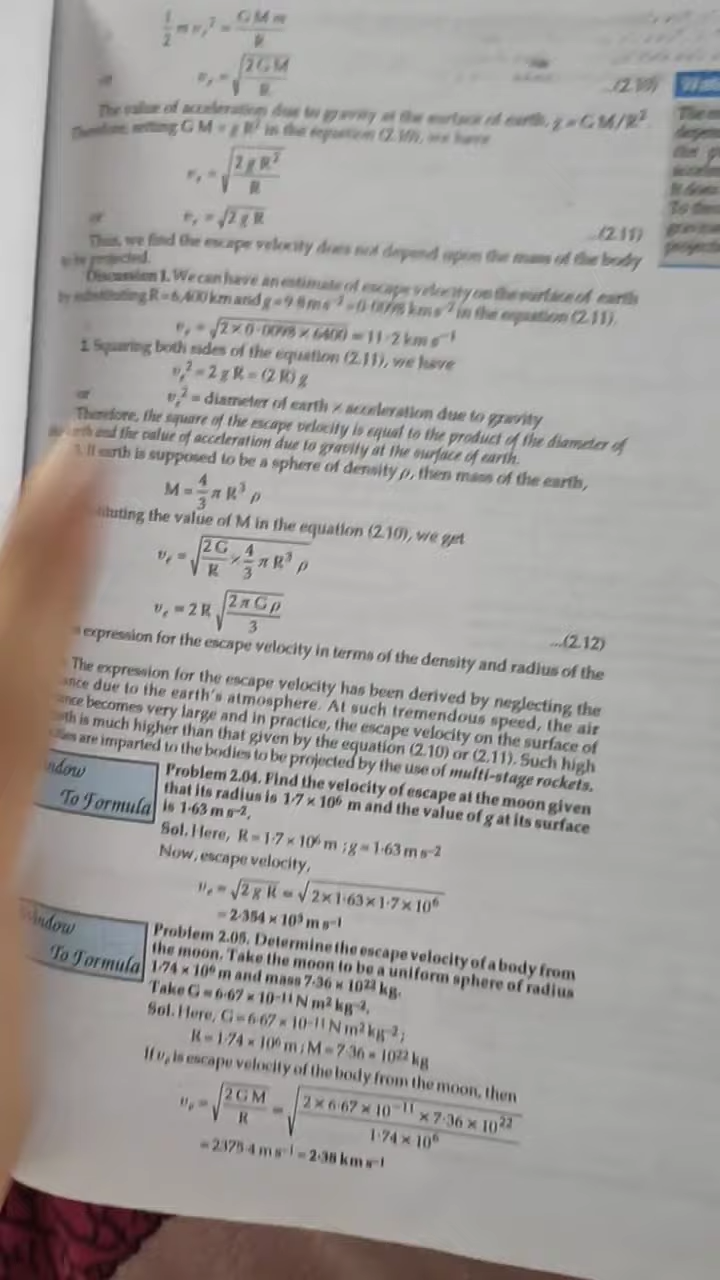 1/2 m vₑ² = G M m / R
or vₑ = √(2 G M / R) ...(2.10)
The value of acceleration due to gravity at the surface of earth, g = G M/R².
Therefore, setting G M = g R² in the equation (2.10), we have
vₑ = √(2 g R² / R)
or vₑ = √(2 g R) ...(2.11)
Thus, we find the escape velocity does not depend upon the mass of the body
to be projected.
Discussion 1. We can have an estimate of escape velocity on the surface of earth
by substituting R = 6,400 km and g = 9·8 m s⁻² = 0·0098 km s⁻² in the equation (2.11).
vₑ = √(2 × 0·0098 × 6400) = 11·2 km s⁻¹
2. Squaring both sides of the equation (2.11), we have
vₑ² = 2 g R = (2 R) g
or vₑ² = diameter of earth × acceleration due to gravity
Therefore, the square of the escape velocity is equal to the product of the diameter of
and the value of acceleration due to gravity at the surface of earth.
If earth is supposed to be a sphere of density ρ, then mass of the earth,
M = 4/3 π R³ ρ
the value of M in the equation (2.10), we get
vₑ = √(2 G / R × 4/3 π R³ ρ)
vₑ = 2 R √(2 π G ρ / 3) ...(2.12)
expression for the escape velocity in terms of the density and radius of the
The expression for the escape velocity has been derived by neglecting the
due to the earth's atmosphere. At such tremendous speed, the air
becomes very large and in practice, the escape velocity on the surface of
is much higher than that given by the equation (2.10) or (2.11). Such high
are imparted to the bodies to be projected by the use of multi-stage rockets.
To Formula
Problem 2.04. Find the velocity of escape at the moon given
that its radius is 1·7 × 10⁶ m and the value of g at its surface
is 1·63 m s⁻².
Sol. Here, R = 1·7 × 10⁶ m ; g = 1·63 m s⁻²
Now, escape velocity,
vₑ = √(2 g R) = √(2 × 1·63 × 1·7 × 10⁶)
= 2·354 × 10³ m s⁻¹
Window
To Formula
Problem 2.05. Determine the escape velocity of a body from
the moon. Take the moon to be a uniform sphere of radius
1·74 × 10⁶ m and mass 7·36 × 10²² kg.
Take G = 6·67 × 10⁻¹¹ N m² kg⁻².
Sol. Here, G = 6·67 × 10⁻¹¹ N m² kg⁻² ;
R = 1·74 × 10⁶ m ; M = 7·36 × 10²² kg
If vₑ is escape velocity of the body from the moon, then
vₑ = √(2 G M / R) = √(2 × 6·67 × 10⁻¹¹ × 7·36 × 10²² / 1·74 × 10⁶)
= 2375·4 m s⁻¹ = 2·38 km s⁻¹